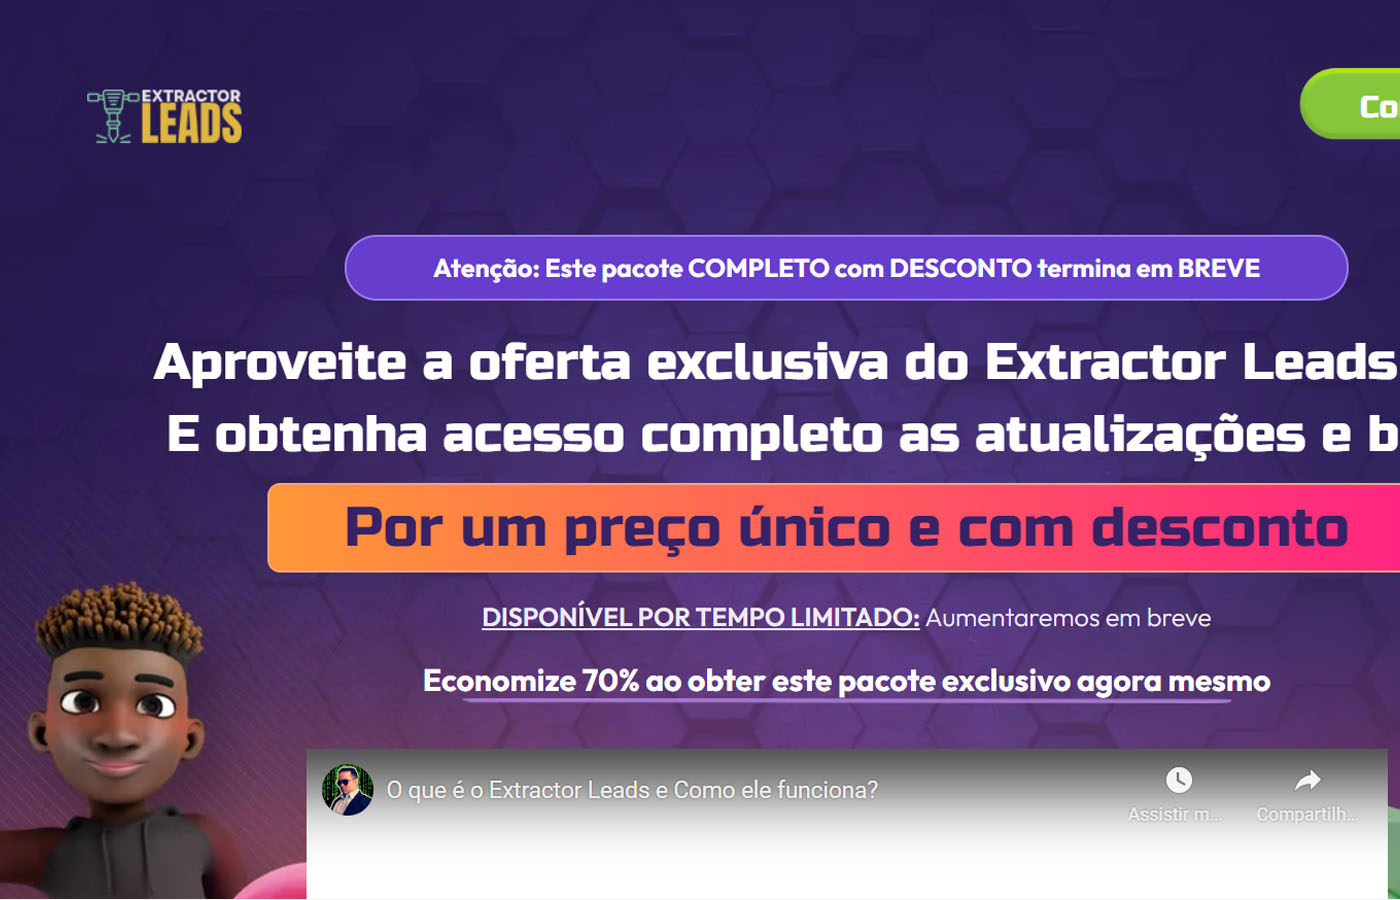 EXTRACTOR
LEADS
Co
Atenção: Este pacote COMPLETO com DESCONTO termina em BREVE
Aproveite a oferta exclusiva do Extractor Leads
E obtenha acesso completo as atualizações e b
Por um preço único e com desconto
DISPONÍVEL POR TEMPO LIMITADO: Aumentaremos em breve
Economize 70% ao obter este pacote exclusivo agora mesmo
O que é o Extractor Leads e Como ele funciona?
Assistir m...
Compartilh...